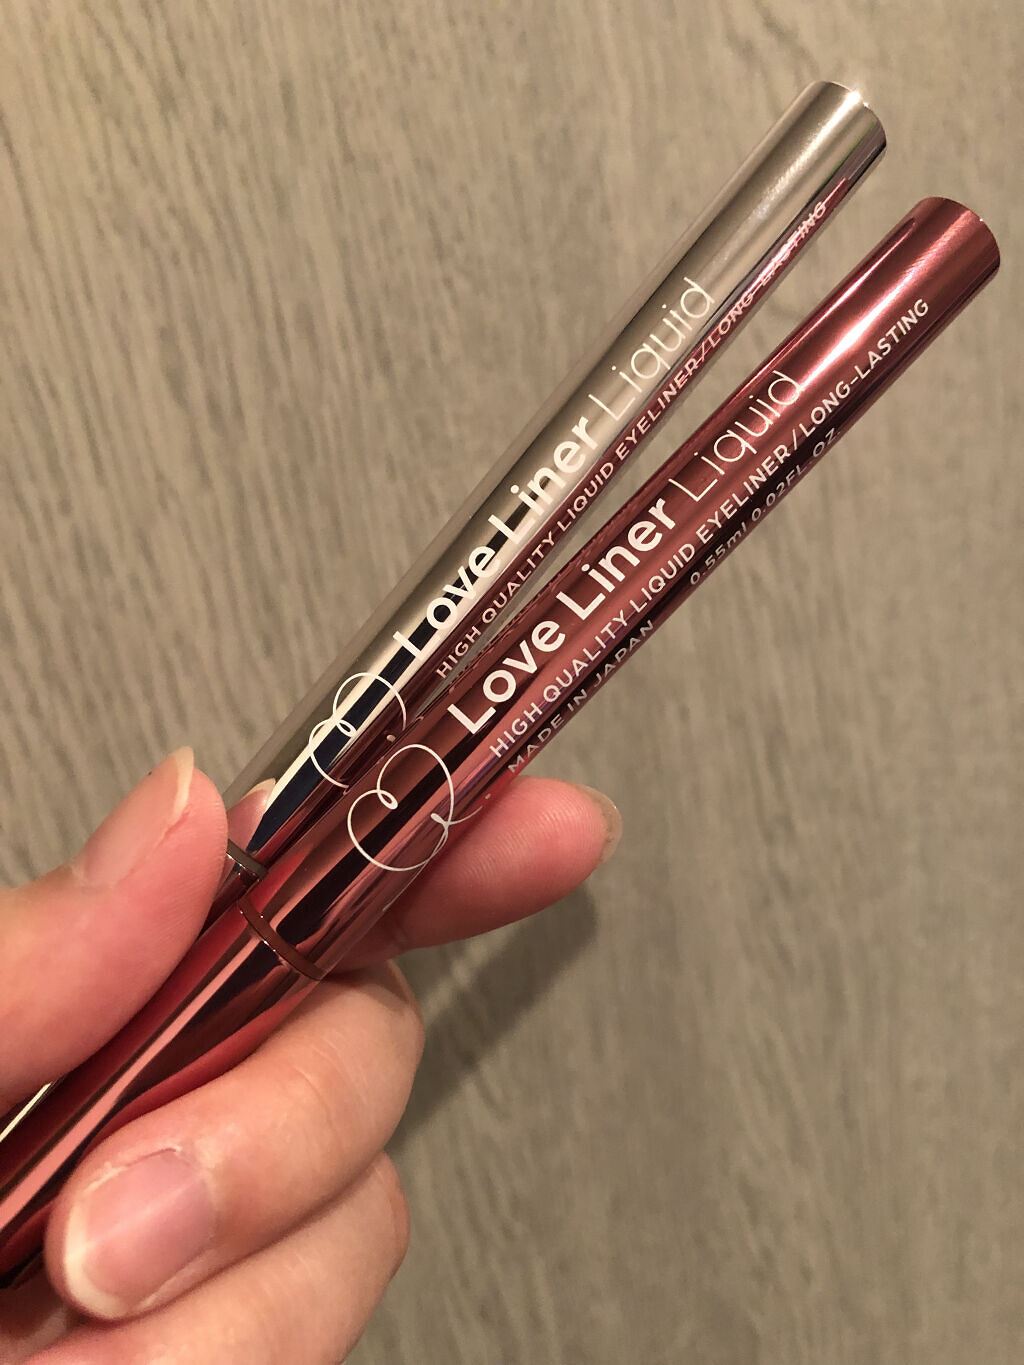 Love Liner Liquid
HIGH QUALITY LIQUID EYELINER/LONG-LASTING
Love Liner Liquid
HIGH QUALITY LIQUID EYELINER/LONG-LASTING
MADE IN JAPAN 0.55ml 0.02FL OZ